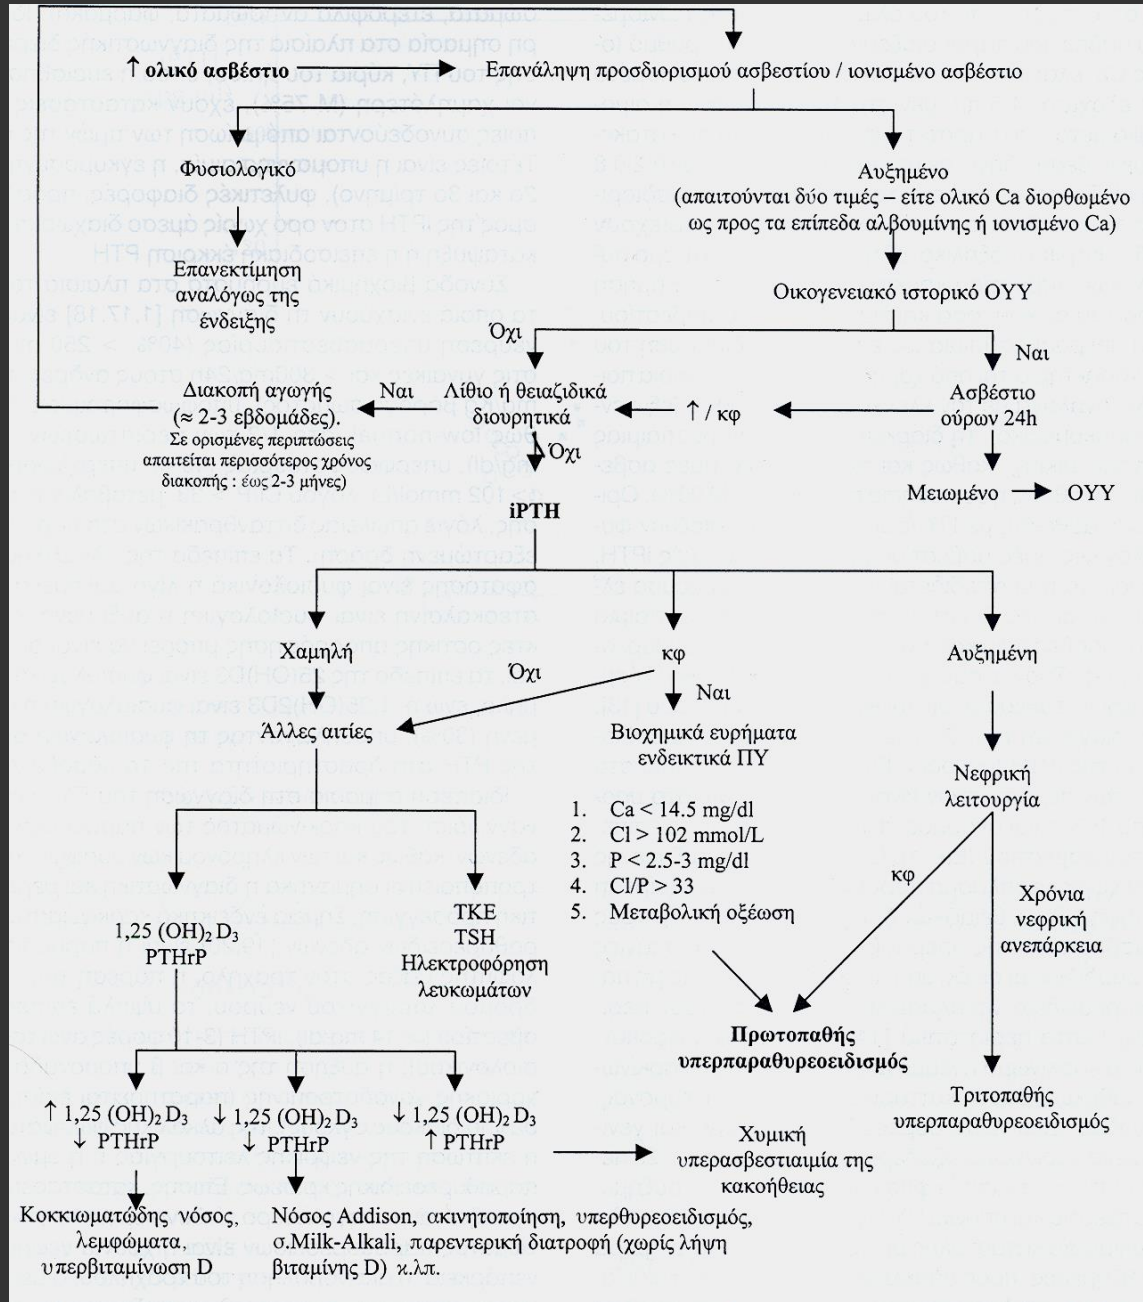 ↑ ολικό ασβέστιο
Επανάληψη προσδιορισμού ασβεστίου / ιονισμένο ασβέστιο
Φυσιολογικό
Επανεκτίμηση
αναλόγως της
ένδειξης
Αυξημένο
(απαιτούνται δύο τιμές – είτε ολικό Ca διορθωμένο
ως προς τα επίπεδα αλβουμίνης ή ιονισμένο Ca)
Οικογενειακό ιστορικό ΟΥΥ
Όχι
Ναι
Διακοπή αγωγής
(≈ 2-3 εβδομάδες).
Σε ορισμένες περιπτώσεις
απαιτείται περισσότερος χρόνος
διακοπής : έως 2-3 μήνες)
Ναι
Λίθιο ή θειαζιδικά
διουρητικά
↑ / κφ
Ασβέστιο
ούρων 24h
Όχι
Μειωμένο
ΟΥΥ
iPTH
Χαμηλή
κφ
Αυξημένη
Όχι
Ναι
Άλλες αιτίες
Βιοχημικά ευρήματα
ενδεικτικά ΠΥ
Νεφρική
λειτουργία
1. Ca < 14.5 mg/dl
2. Cl > 102 mmol/L
3. P < 2.5-3 mg/dl
4. Cl/P > 33
5. Μεταβολική οξέωση
κφ
Χρόνια
νεφρική
ανεπάρκεια
1,25 (OH)₂ D₃
PTHrP
ΤΚΕ
TSH
Ηλεκτροφόρηση
λευκωμάτων
Πρωτοπαθής
υπερπαραθυρεοειδισμός
Τριτοπαθής
υπερπαραθυρεοειδισμός
↑ 1,25 (OH)₂ D₃
↓ PTHrP
↓ 1,25 (OH)₂ D₃
↓ PTHrP
↓ 1,25 (OH)₂ D₃
↑ PTHrP
Χυμική
υπερασβεστιαιμία της
κακοήθειας
Κοκκιωματώδης νόσος,
λεμφώματα,
υπερβιταμίνωση D
Νόσος Addison, ακινητοποίηση, υπερθυρεοειδισμός,
σ.Milk-Alkali, παρεντερική διατροφή (χωρίς λήψη
βιταμίνης D) κ.λπ.